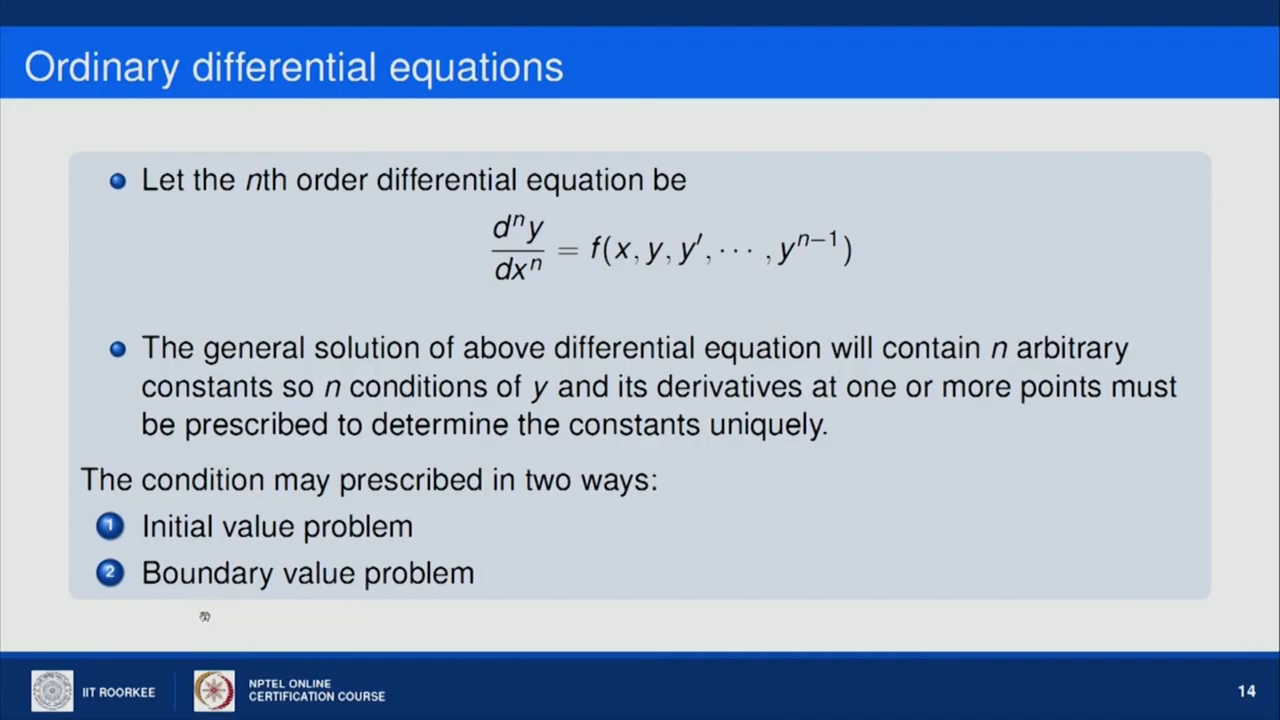 Ordinary differential equations
Let the nth order differential equation be
dⁿy/dxⁿ = f(x, y, y′, ⋯ , yⁿ⁻¹)
The general solution of above differential equation will contain n arbitrary
constants so n conditions of y and its derivatives at one or more points must
be prescribed to determine the constants uniquely.
The condition may prescribed in two ways:
1 Initial value problem
2 Boundary value problem
IIT ROORKEE
NPTEL ONLINE
CERTIFICATION COURSE
14